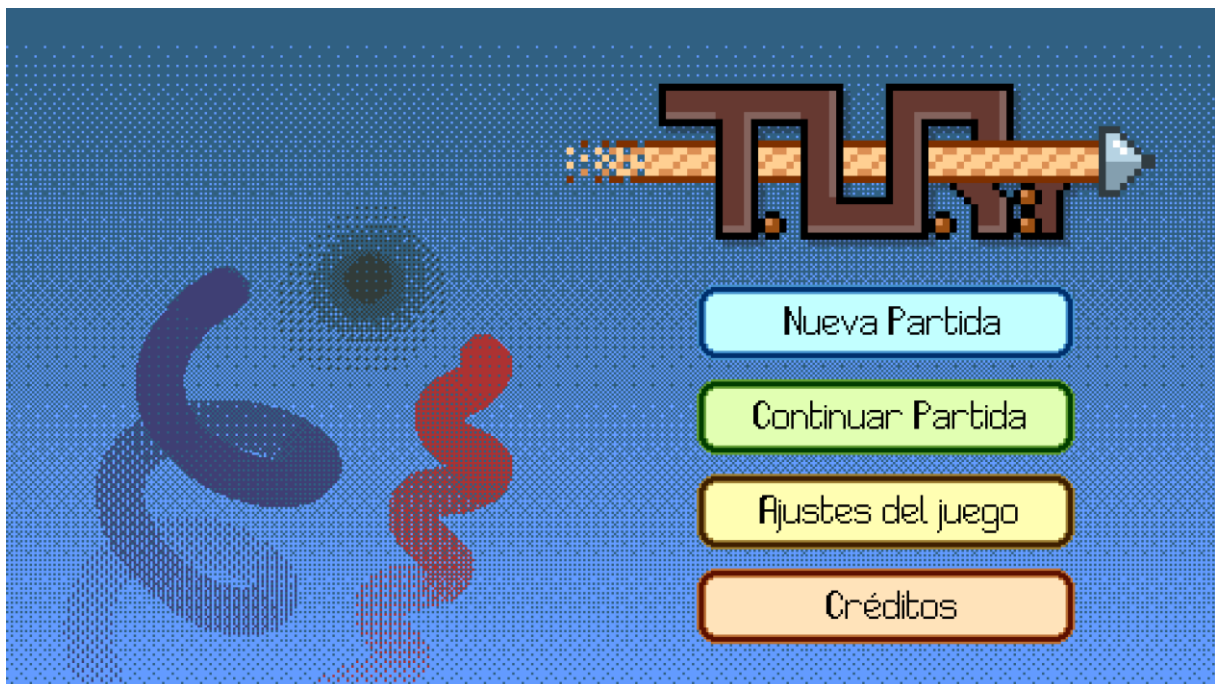 T.U.R.
Nueva Partida
Continuar Partida
Ajustes del juego
Créditos